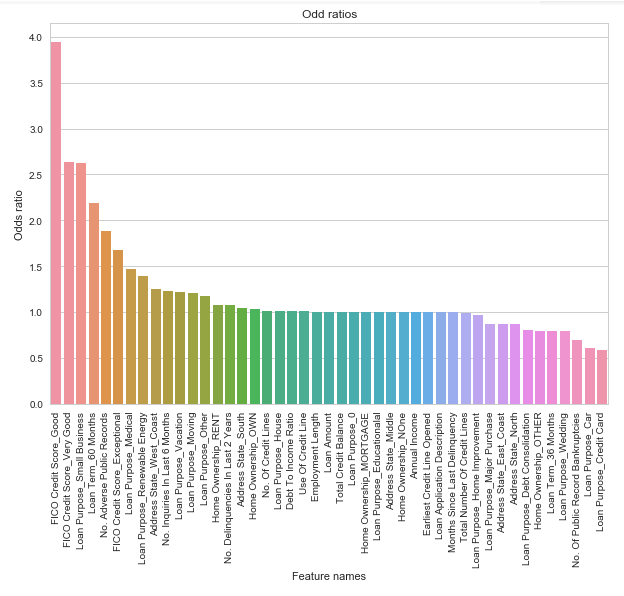 Odd ratios
4.0
3.5
3.0
2.5
2.0
1.5
1.0
0.5
0.0
Odds ratio
FICO Credit Score_Good
FICO Credit Score_Very Good
Loan Purpose_Small Business
Loan Term_60 Months
No. Adverse Public Records
FICO Credit Score_Exceptional
Loan Purpose_Medical
Loan Purpose_Renewable Energy
Address State_West_Coast
No. Inquiries In Last 6 Months
Loan Purpose_Vacation
Loan Purpose_Moving
Loan Purpose_Other
Home Ownership_RENT
No. Delinquencies In Last 2 Years
Address State_South
Home Ownership_OWN
No. Of Credit Lines
Loan Purpose_House
Debt To Income Ratio
Use Of Credit Line
Employment Length
Loan Amount
Total Credit Balance
Loan Purpose_0
Home Ownership_MORTGAGE
Loan Purpose_Educationalal
Address State_Middle
Home Ownership_NOne
Annual Income
Earliest Credit Line Opened
Loan Application Description
Months Since Last Delinquency
Total Number Of Credit Lines
Loan Purpose_Home Improvement
Loan Purpose_Major Purchase
Address State_East_Coast
Address State_North
Loan Purpose_Debt Consolidation
Home Ownership_OTHER
Loan Term_36 Months
Loan Purpose_Wedding
No. Of Public Record Bankruptcies
Loan Purpose_Car
Loan Purpose_Credit Card
Feature names